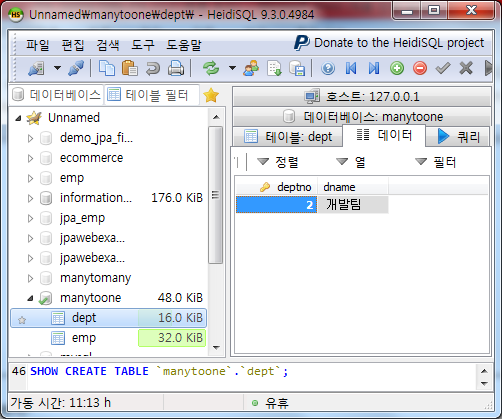 Unnamed₩manytoone₩dept₩ - HeidiSQL 9.3.0.4984
파일 편집 검색 도구 도움말
Donate to the HeidiSQL project
데이터베이스 테이블 필터
호스트: 127.0.0.1
데이터베이스: manytoone
테이블: dept 데이터 쿼리
정렬 열 필터
deptno dname
2 개발팀
Unnamed
demo_jpa_fi...
ecommerce
emp
information... 176.0 KiB
jpa_emp
jpawebexa...
jpawebexa...
manytomany
manytoone 48.0 KiB
dept 16.0 KiB
emp 32.0 KiB
46 SHOW CREATE TABLE `manytoone`.`dept`;
가동 시간: 11:13 h 유휴